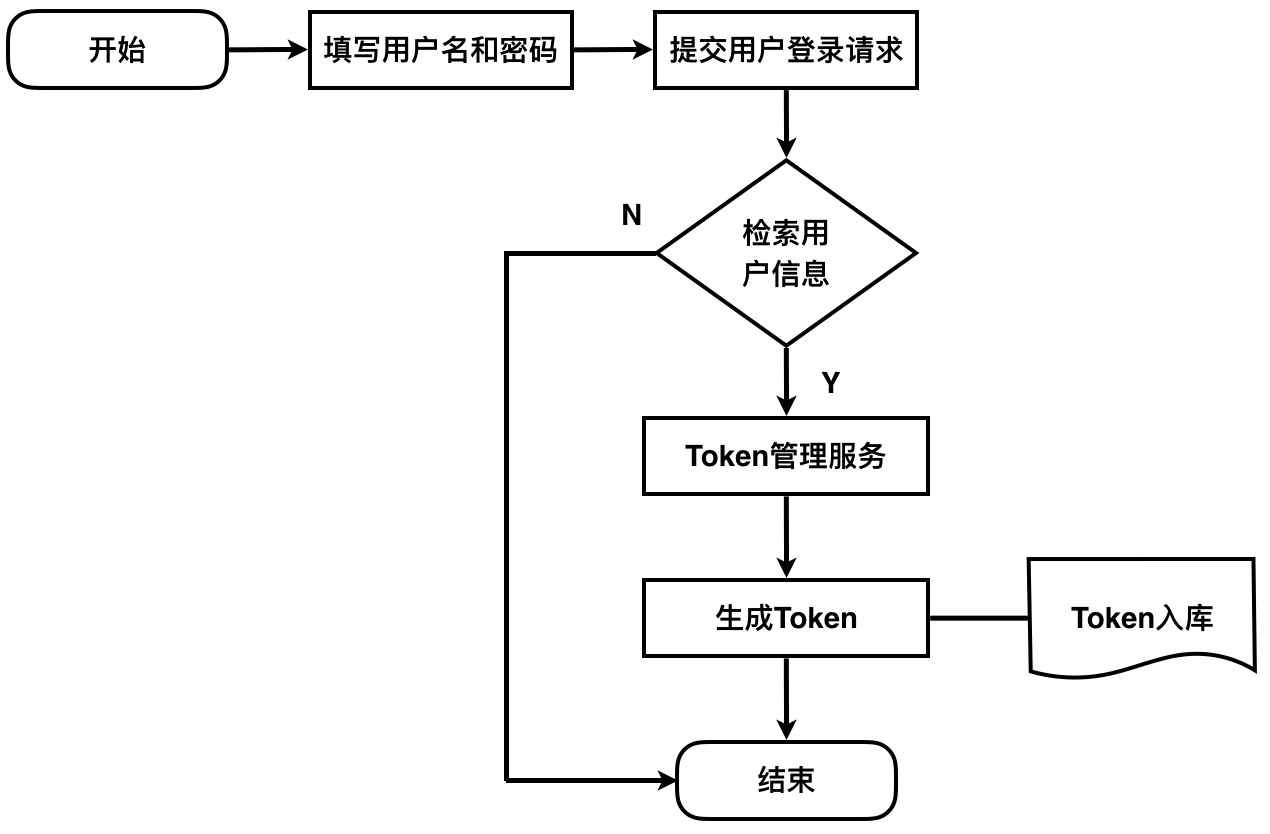 开始
填写用户名和密码
提交用户登录请求
N
检索用
户信息
Y
Token管理服务
生成Token
Token入库
结束